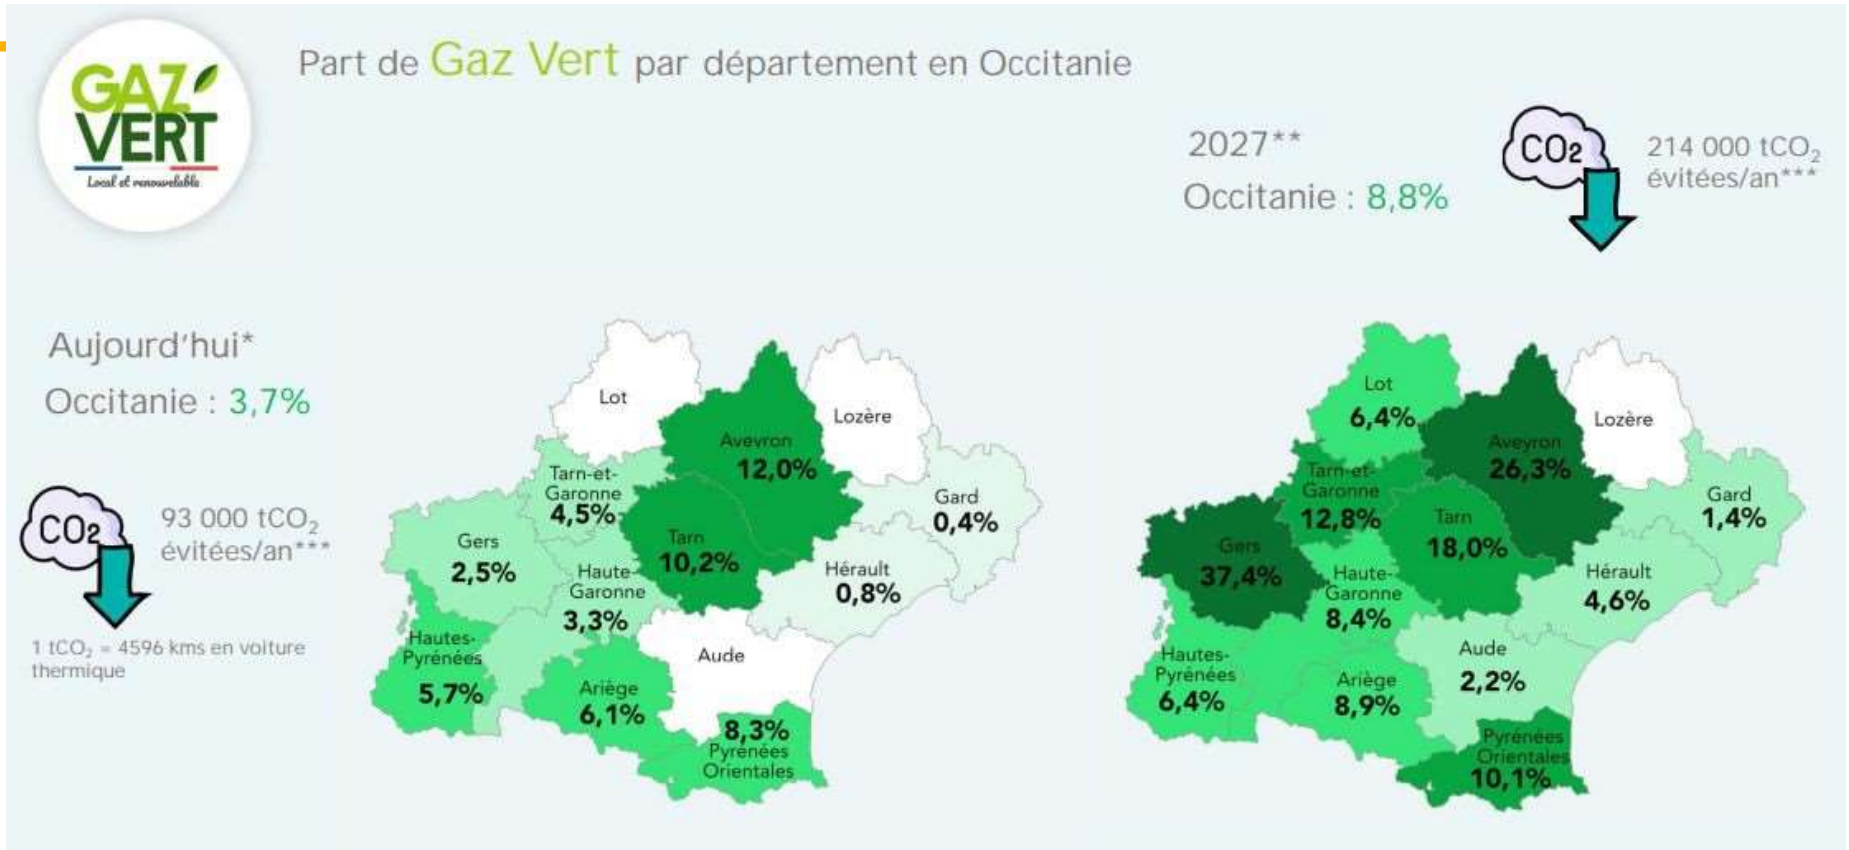 GAZ
VERT
Local et renouvelable
Part de Gaz Vert par département en Occitanie
2027**
Occitanie : 8,8%
CO2
214 000 tCO₂
évitées/an***
Aujourd'hui*
Occitanie : 3,7%
CO2
93 000 tCO₂
évitées/an***
1 tCO₂ = 4596 kms en voiture
thermique
Lot
Lozère
Aveyron
12,0%
Tarn-et-
Garonne
4,5%
Gard
0,4%
Gers
2,5%
Tarn
10,2%
Haute-
Garonne
3,3%
Hérault
0,8%
Hautes-
Pyrénées
5,7%
Ariège
6,1%
Aude
8,3%
Pyrénées
Orientales
Lot
6,4%
Lozère
Aveyron
26,3%
Tarn-et-
Garonne
12,8%
Gard
1,4%
Gers
37,4%
Tarn
18,0%
Haute-
Garonne
8,4%
Hérault
4,6%
Hautes-
Pyrénées
6,4%
Ariège
8,9%
Aude
2,2%
Pyrénées
Orientales
10,1%